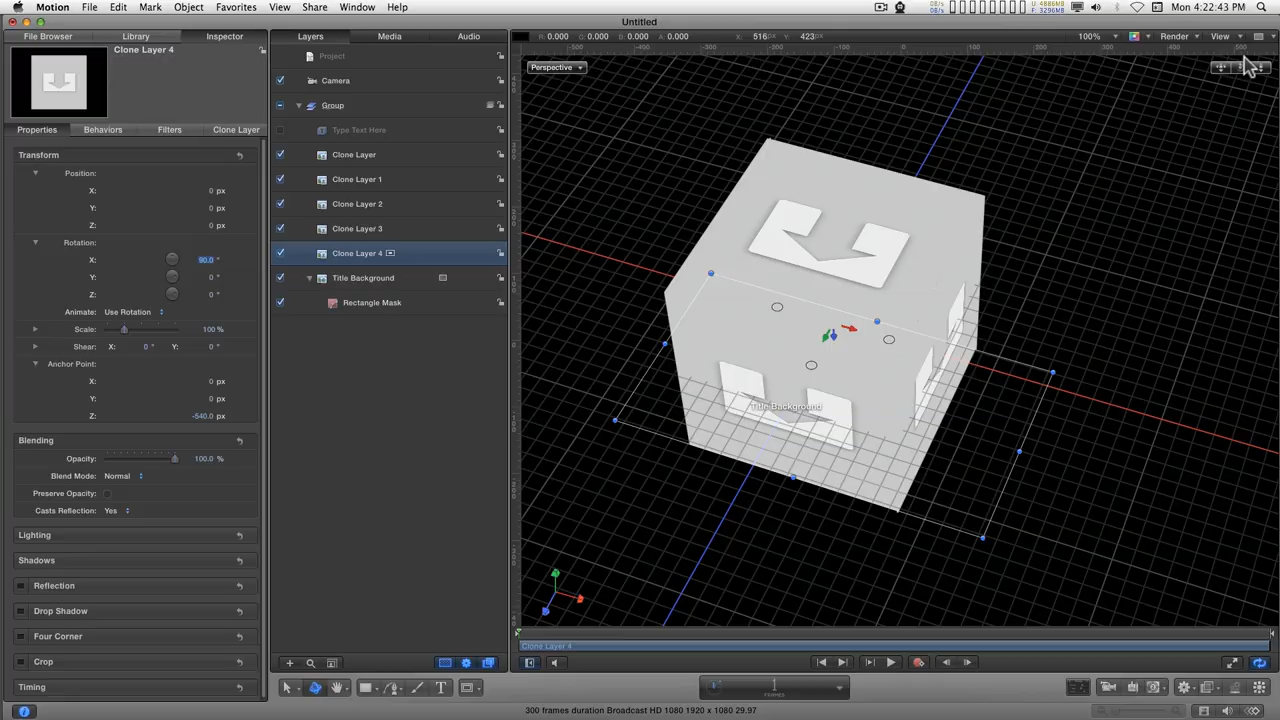 Motion File Edit Mark Object Favorites View Share Window Help Mon 4:22:43 PM
Untitled
File Browser Library Inspector Layers Media Audio R: 0.000 G: 0.000 B: 0.000 A: 0.000 X: 516px Y: 423px 100% Render View
Clone Layer 4
Project
Perspective
Camera
Group
Properties Behaviors Filters Clone Layer
Type Text Here
Transform
Clone Layer
Position:
Clone Layer 1
X: 0 px
Clone Layer 2
Y: 0 px
Z: 0 px
Clone Layer 3
Rotation:
Clone Layer 4
X: 90.0 °
Y: 0 °
Title Background
Z: 0 °
Rectangle Mask
Animate: Use Rotation
Scale: 100 %
Shear: X: 0 ° Y: 0 °
Anchor Point:
X: 0 px
Y: 0 px
Z: -540.0 px
Title Background
Blending
Opacity: 100.0 %
Blend Mode: Normal
Preserve Opacity:
Casts Reflection: Yes
Lighting
Shadows
Reflection
Drop Shadow
Four Corner
Clone Layer 4
Crop
Timing
1
FRAMES
300 frames duration Broadcast HD 1080 1920 x 1080 29.97